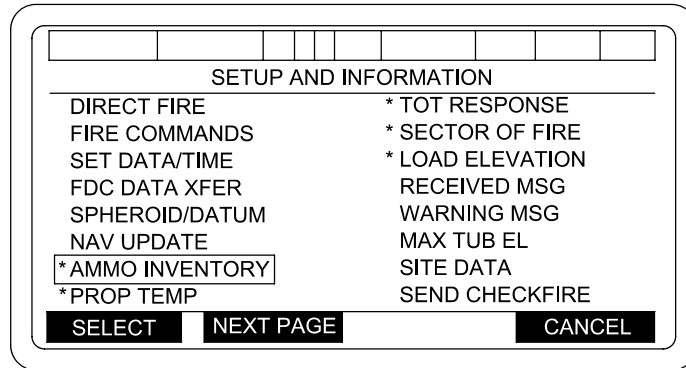 SETUP AND INFORMATION
DIRECT FIRE
FIRE COMMANDS
SET DATA/TIME
FDC DATA XFER
SPHEROID/DATUM
NAV UPDATE
* AMMO INVENTORY
* PROP TEMP
* TOT RESPONSE
* SECTOR OF FIRE
* LOAD ELEVATION
RECEIVED MSG
WARNING MSG
MAX TUB EL
SITE DATA
SEND CHECKFIRE
SELECT NEXT PAGE CANCEL